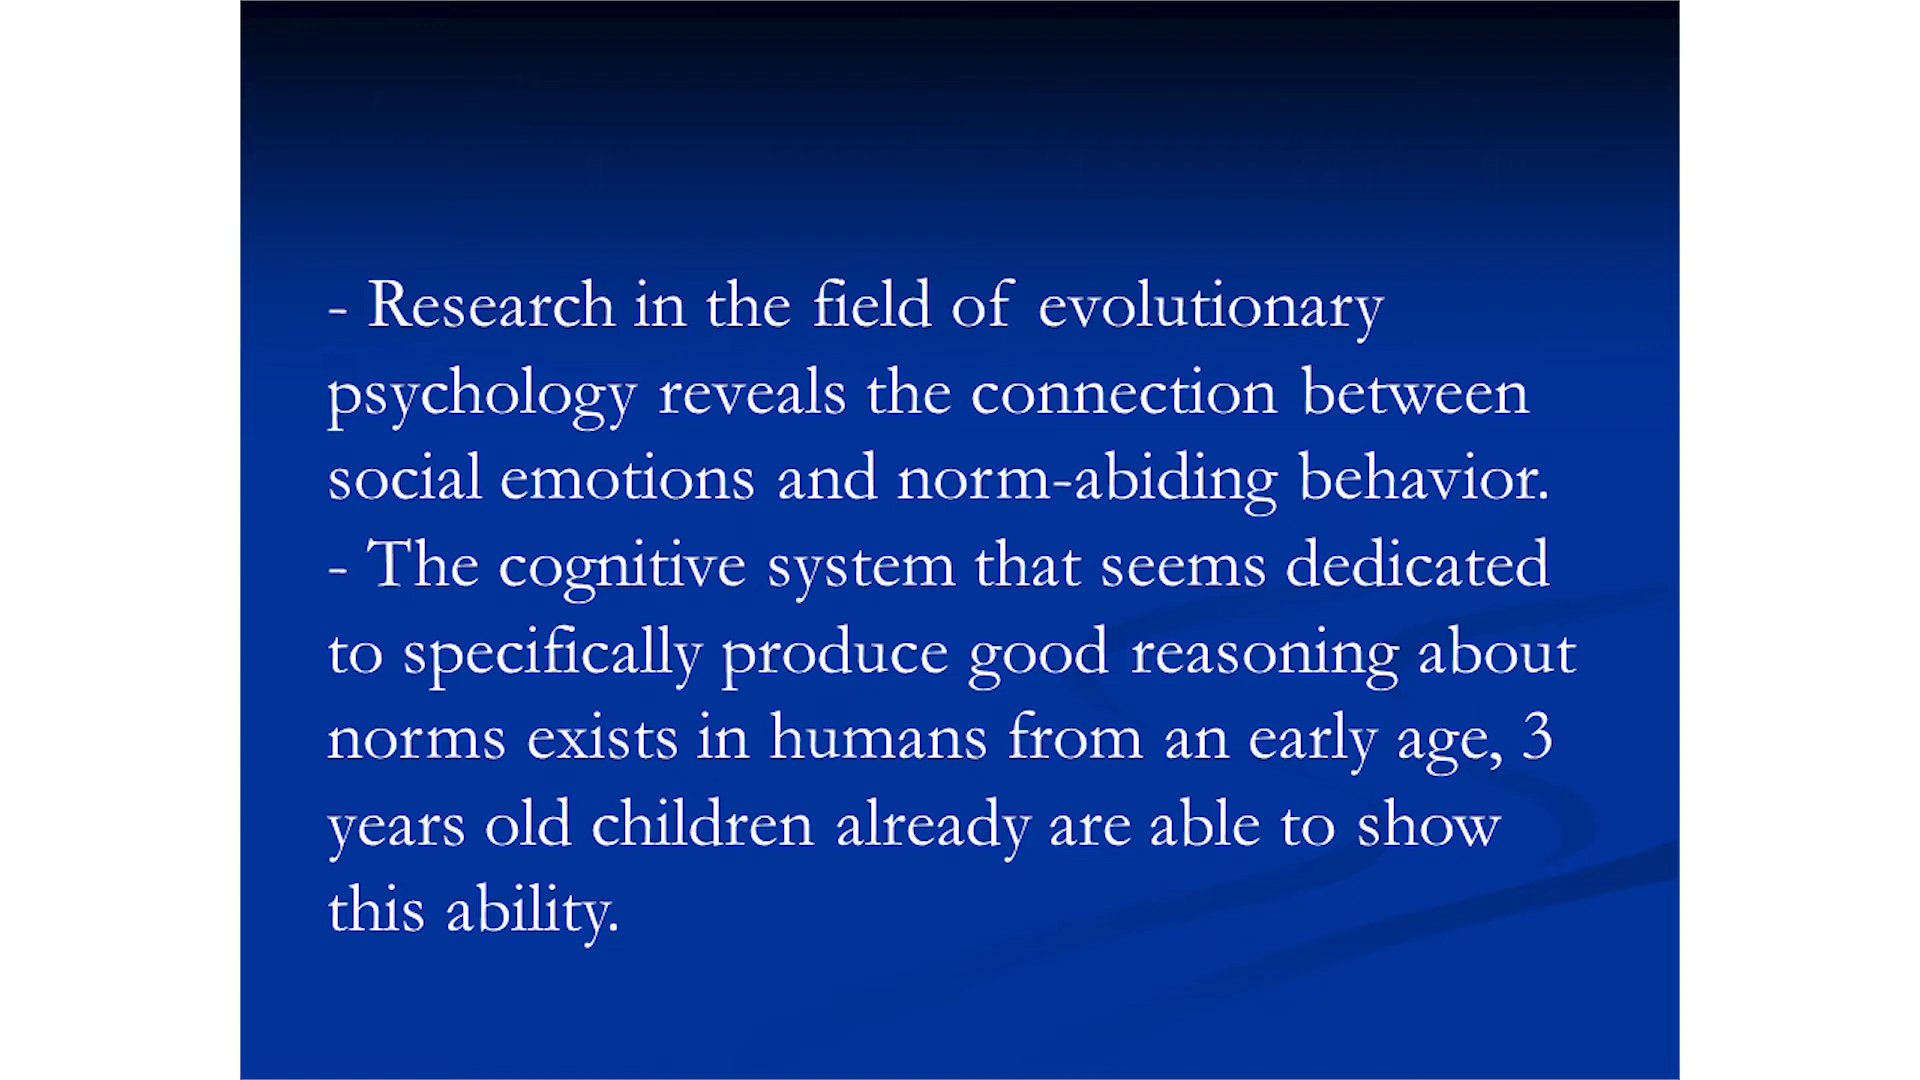 - Research in the field of evolutionary
psychology reveals the connection between
social emotions and norm-abiding behavior.
- The cognitive system that seems dedicated
to specifically produce good reasoning about
norms exists in humans from an early age, 3
years old children already are able to show
this ability.